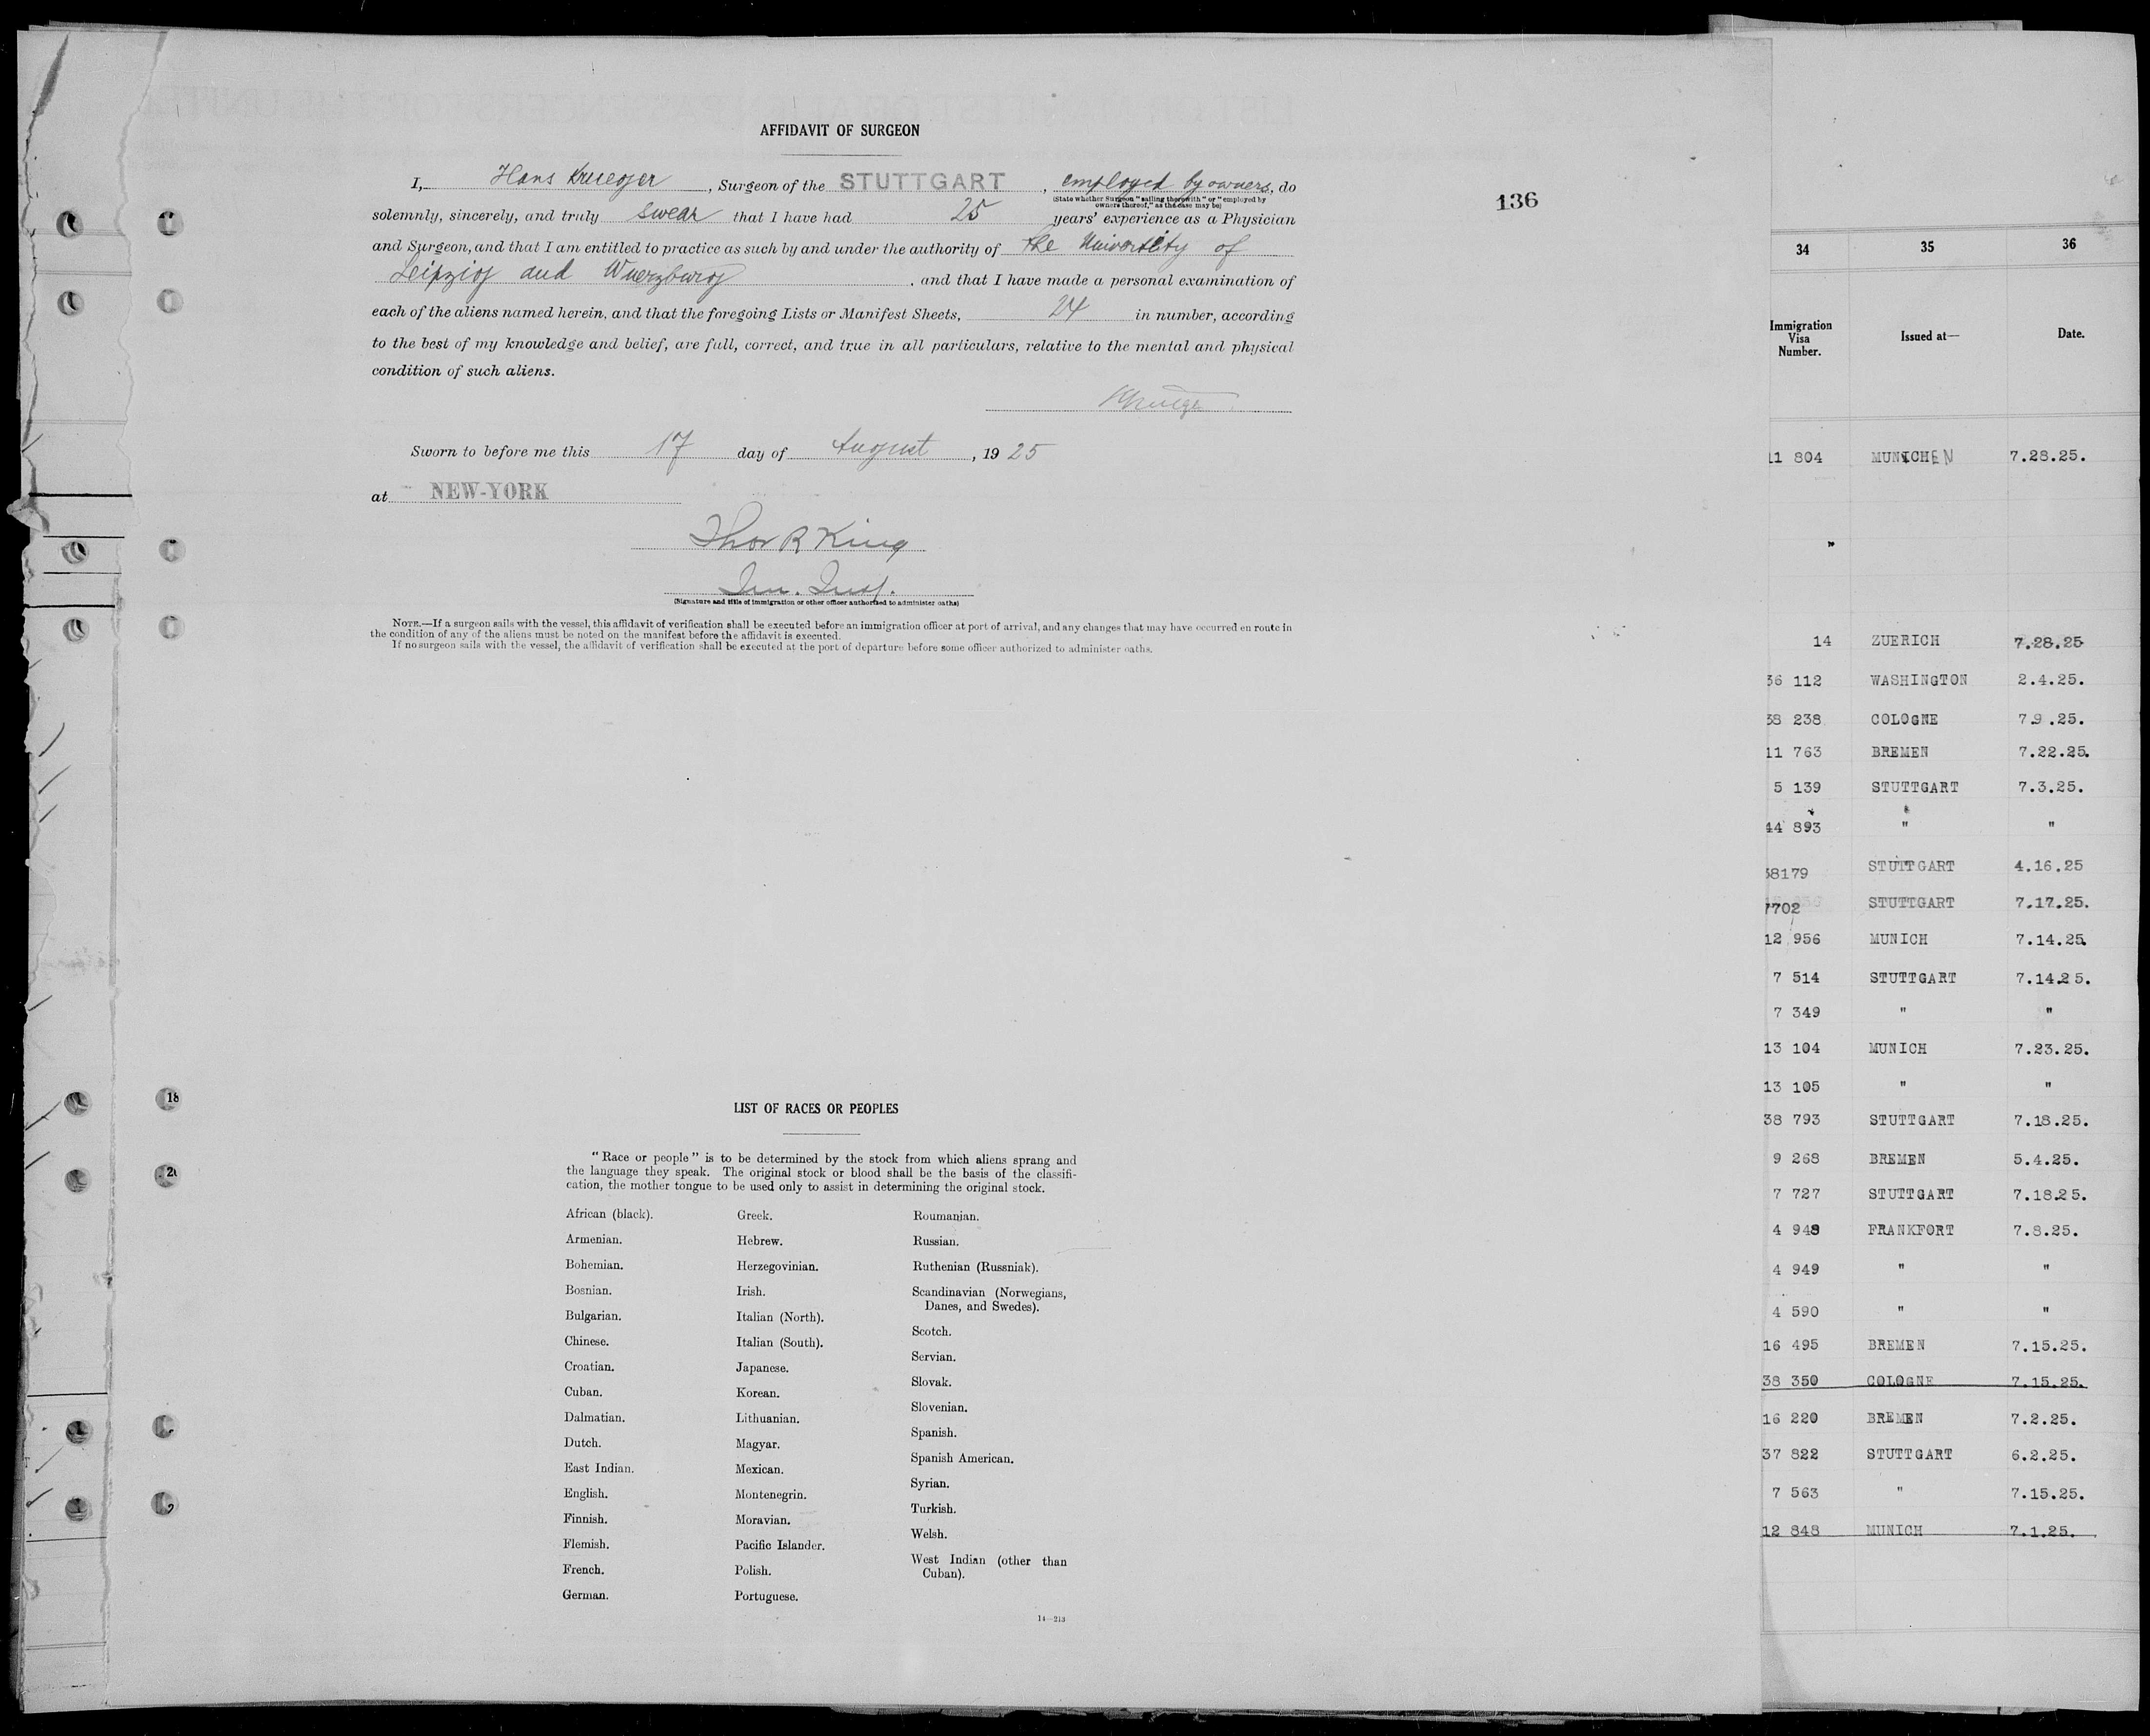 AFFIDAVIT OF SURGEON
I, Hans Krueger, Surgeon of the STUTTGART, employed by owners, do
(State whether Surgeon "sailing therewith" or "employed by
owners thereof," as the case may be)
solemnly, sincerely, and truly swear that I have had 25 years' experience as a Physician
and Surgeon, and that I am entitled to practice as such by and under the authority of the University of
Leipzig and Wuerzburg, and that I have made a personal examination of
each of the aliens named herein, and that the foregoing Lists or Manifest Sheets, 24 in number, according
to the best of my knowledge and belief, are full, correct, and true in all particulars, relative to the mental and physical
condition of such aliens.
Sworn to before me this 17 day of August, 1925
at NEW-YORK
Thor R King
Im. Insp.
(Signature and title of immigration or other officer authorized to administer oaths)
NOTE.—If a surgeon sails with the vessel, this affidavit of verification shall be executed before an immigration officer at port of arrival, and any changes that may have occurred en route in
the condition of any of the aliens must be noted on the manifest before the affidavit is executed.
If no surgeon sails with the vessel, the affidavit of verification shall be executed at the port of departure before some officer authorized to administer oaths.
LIST OF RACES OR PEOPLES
"Race or people" is to be determined by the stock from which aliens sprang and
the language they speak. The original stock or blood shall be the basis of the classifi-
cation, the mother tongue to be used only to assist in determining the original stock.
African (black).
Armenian.
Bohemian.
Bosnian.
Bulgarian.
Chinese.
Croatian.
Cuban.
Dalmatian.
Dutch.
East Indian.
English.
Finnish.
Flemish.
French.
German.
Greek.
Hebrew.
Herzegovinian.
Irish.
Italian (North).
Italian (South).
Japanese.
Korean.
Lithuanian.
Magyar.
Mexican.
Montenegrin.
Moravian.
Pacific Islander.
Polish.
Portuguese.
Roumanian.
Russian.
Ruthenian (Russniak).
Scandinavian (Norwegians,
Danes, and Swedes).
Scotch.
Servian.
Slovak.
Slovenian.
Spanish.
Spanish American.
Syrian.
Turkish.
Welsh.
West Indian (other than
Cuban).
14—213
136
34 35 36
Immigration
Visa
Number.
Issued at—
Date.
11 804 MUNICHEN 7.28.25.
14 ZUERICH 7.28.25
36 112 WASHINGTON 2.4.25.
38 238 COLOGNE 7.9.25.
11 763 BREMEN 7.22.25.
5 139 STUTTGART 7.3.25.
44 893 " "
38179 STUTTGART 4.16.25
7702 STUTTGART 7.17.25.
12 956 MUNICH 7.14.25.
7 514 STUTTGART 7.14.25.
7 349 " "
13 104 MUNICH 7.23.25.
13 105 " "
38 793 STUTTGART 7.18.25.
9 268 BREMEN 5.4.25.
7 727 STUTTGART 7.18.25.
4 948 FRANKFORT 7.8.25.
4 949 " "
4 590 " "
16 495 BREMEN 7.15.25.
38 350 COLOGNE 7.15.25.
16 220 BREMEN 7.2.25.
37 822 STUTTGART 6.2.25.
7 563 " 7.15.25.
12 848 MUNICH 7.1.25.